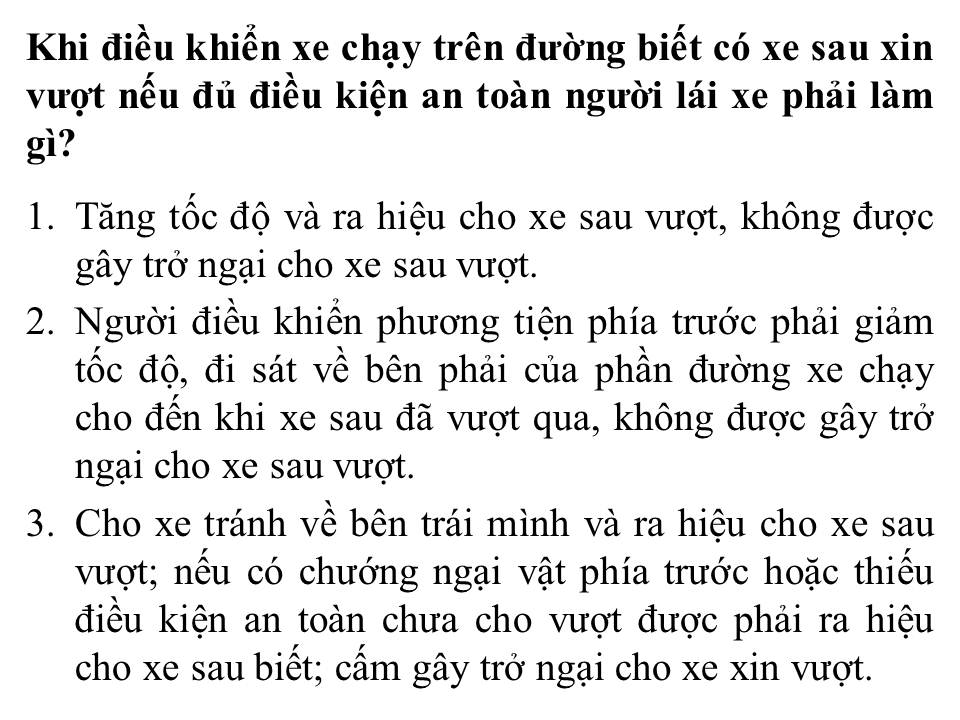 Khi điều khiển xe chạy trên đường biết có xe sau xin
vượt nếu đủ điều kiện an toàn người lái xe phải làm
gì?
1. Tăng tốc độ và ra hiệu cho xe sau vượt, không được
gây trở ngại cho xe sau vượt.
2. Người điều khiển phương tiện phía trước phải giảm
tốc độ, đi sát về bên phải của phần đường xe chạy
cho đến khi xe sau đã vượt qua, không được gây trở
ngại cho xe sau vượt.
3. Cho xe tránh về bên trái mình và ra hiệu cho xe sau
vượt; nếu có chướng ngại vật phía trước hoặc thiếu
điều kiện an toàn chưa cho vượt được phải ra hiệu
cho xe sau biết; cấm gây trở ngại cho xe xin vượt.